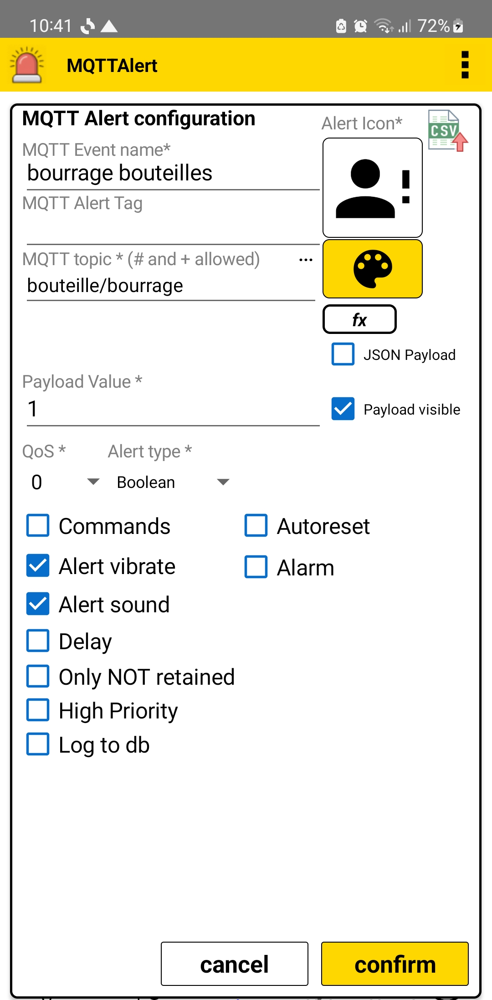 10:41
72%
MQTTAlert
MQTT Alert configuration
Alert Icon*
CSV
MQTT Event name*
bourrage bouteilles
MQTT Alert Tag
MQTT topic * (# and + allowed)
...
bouteille/bourrage
fx
JSON Payload
Payload Value *
1
Payload visible
QoS *
Alert type *
0
Boolean
Commands
Autoreset
Alert vibrate
Alarm
Alert sound
Delay
Only NOT retained
High Priority
Log to db
cancel
confirm